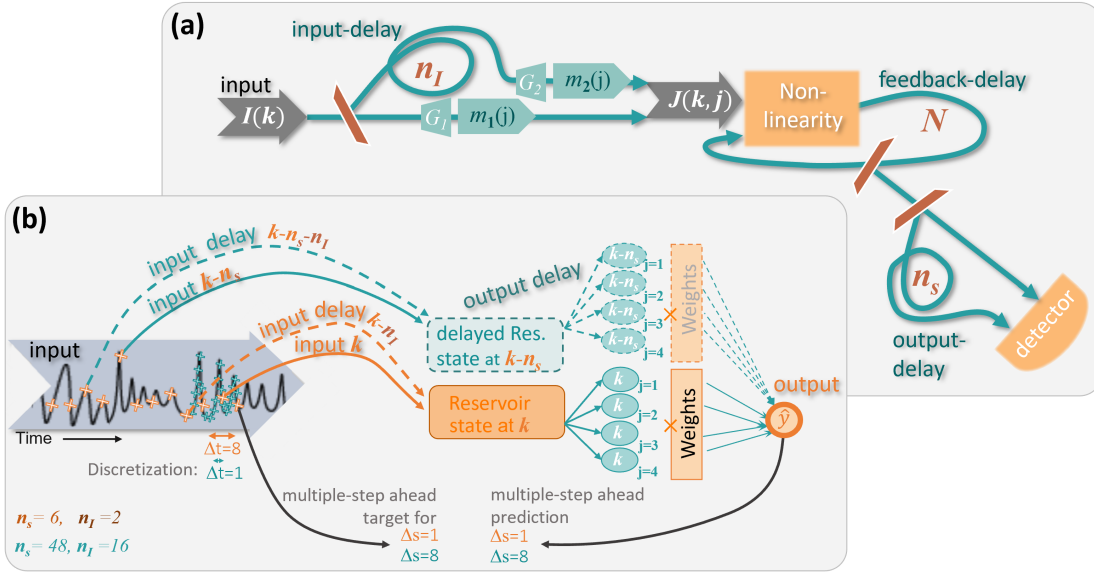 (a)
input-delay
n_I
input
I(k)
G_2
m_2(j)
G_1
m_1(j)
J(k,j)
Non-
linearity
feedback-delay
N
n_s
output-
delay
detector
(b)
input delay k-n_s-n_I
input k-n_s
input delay k-n_I
input k
input
Time
Δt=8
Discretization: Δt=1
n_s= 6, n_I=2
n_s= 48, n_I=16
output delay
delayed Res.
state at k-n_s
Reservoir
state at k
k-n_s j=1
k-n_s j=2
k-n_s j=3
k-n_s j=4
Weights
k j=1
k j=2
k j=3
k j=4
Weights
output
ŷ
multiple-step ahead
target for
Δs=1
Δs=8
multiple-step ahead
prediction
Δs=1
Δs=8